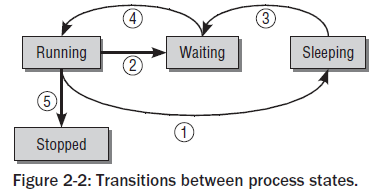 ④
③
Running
Waiting
Sleeping
②
⑤
①
Stopped
Figure 2-2: Transitions between process states.